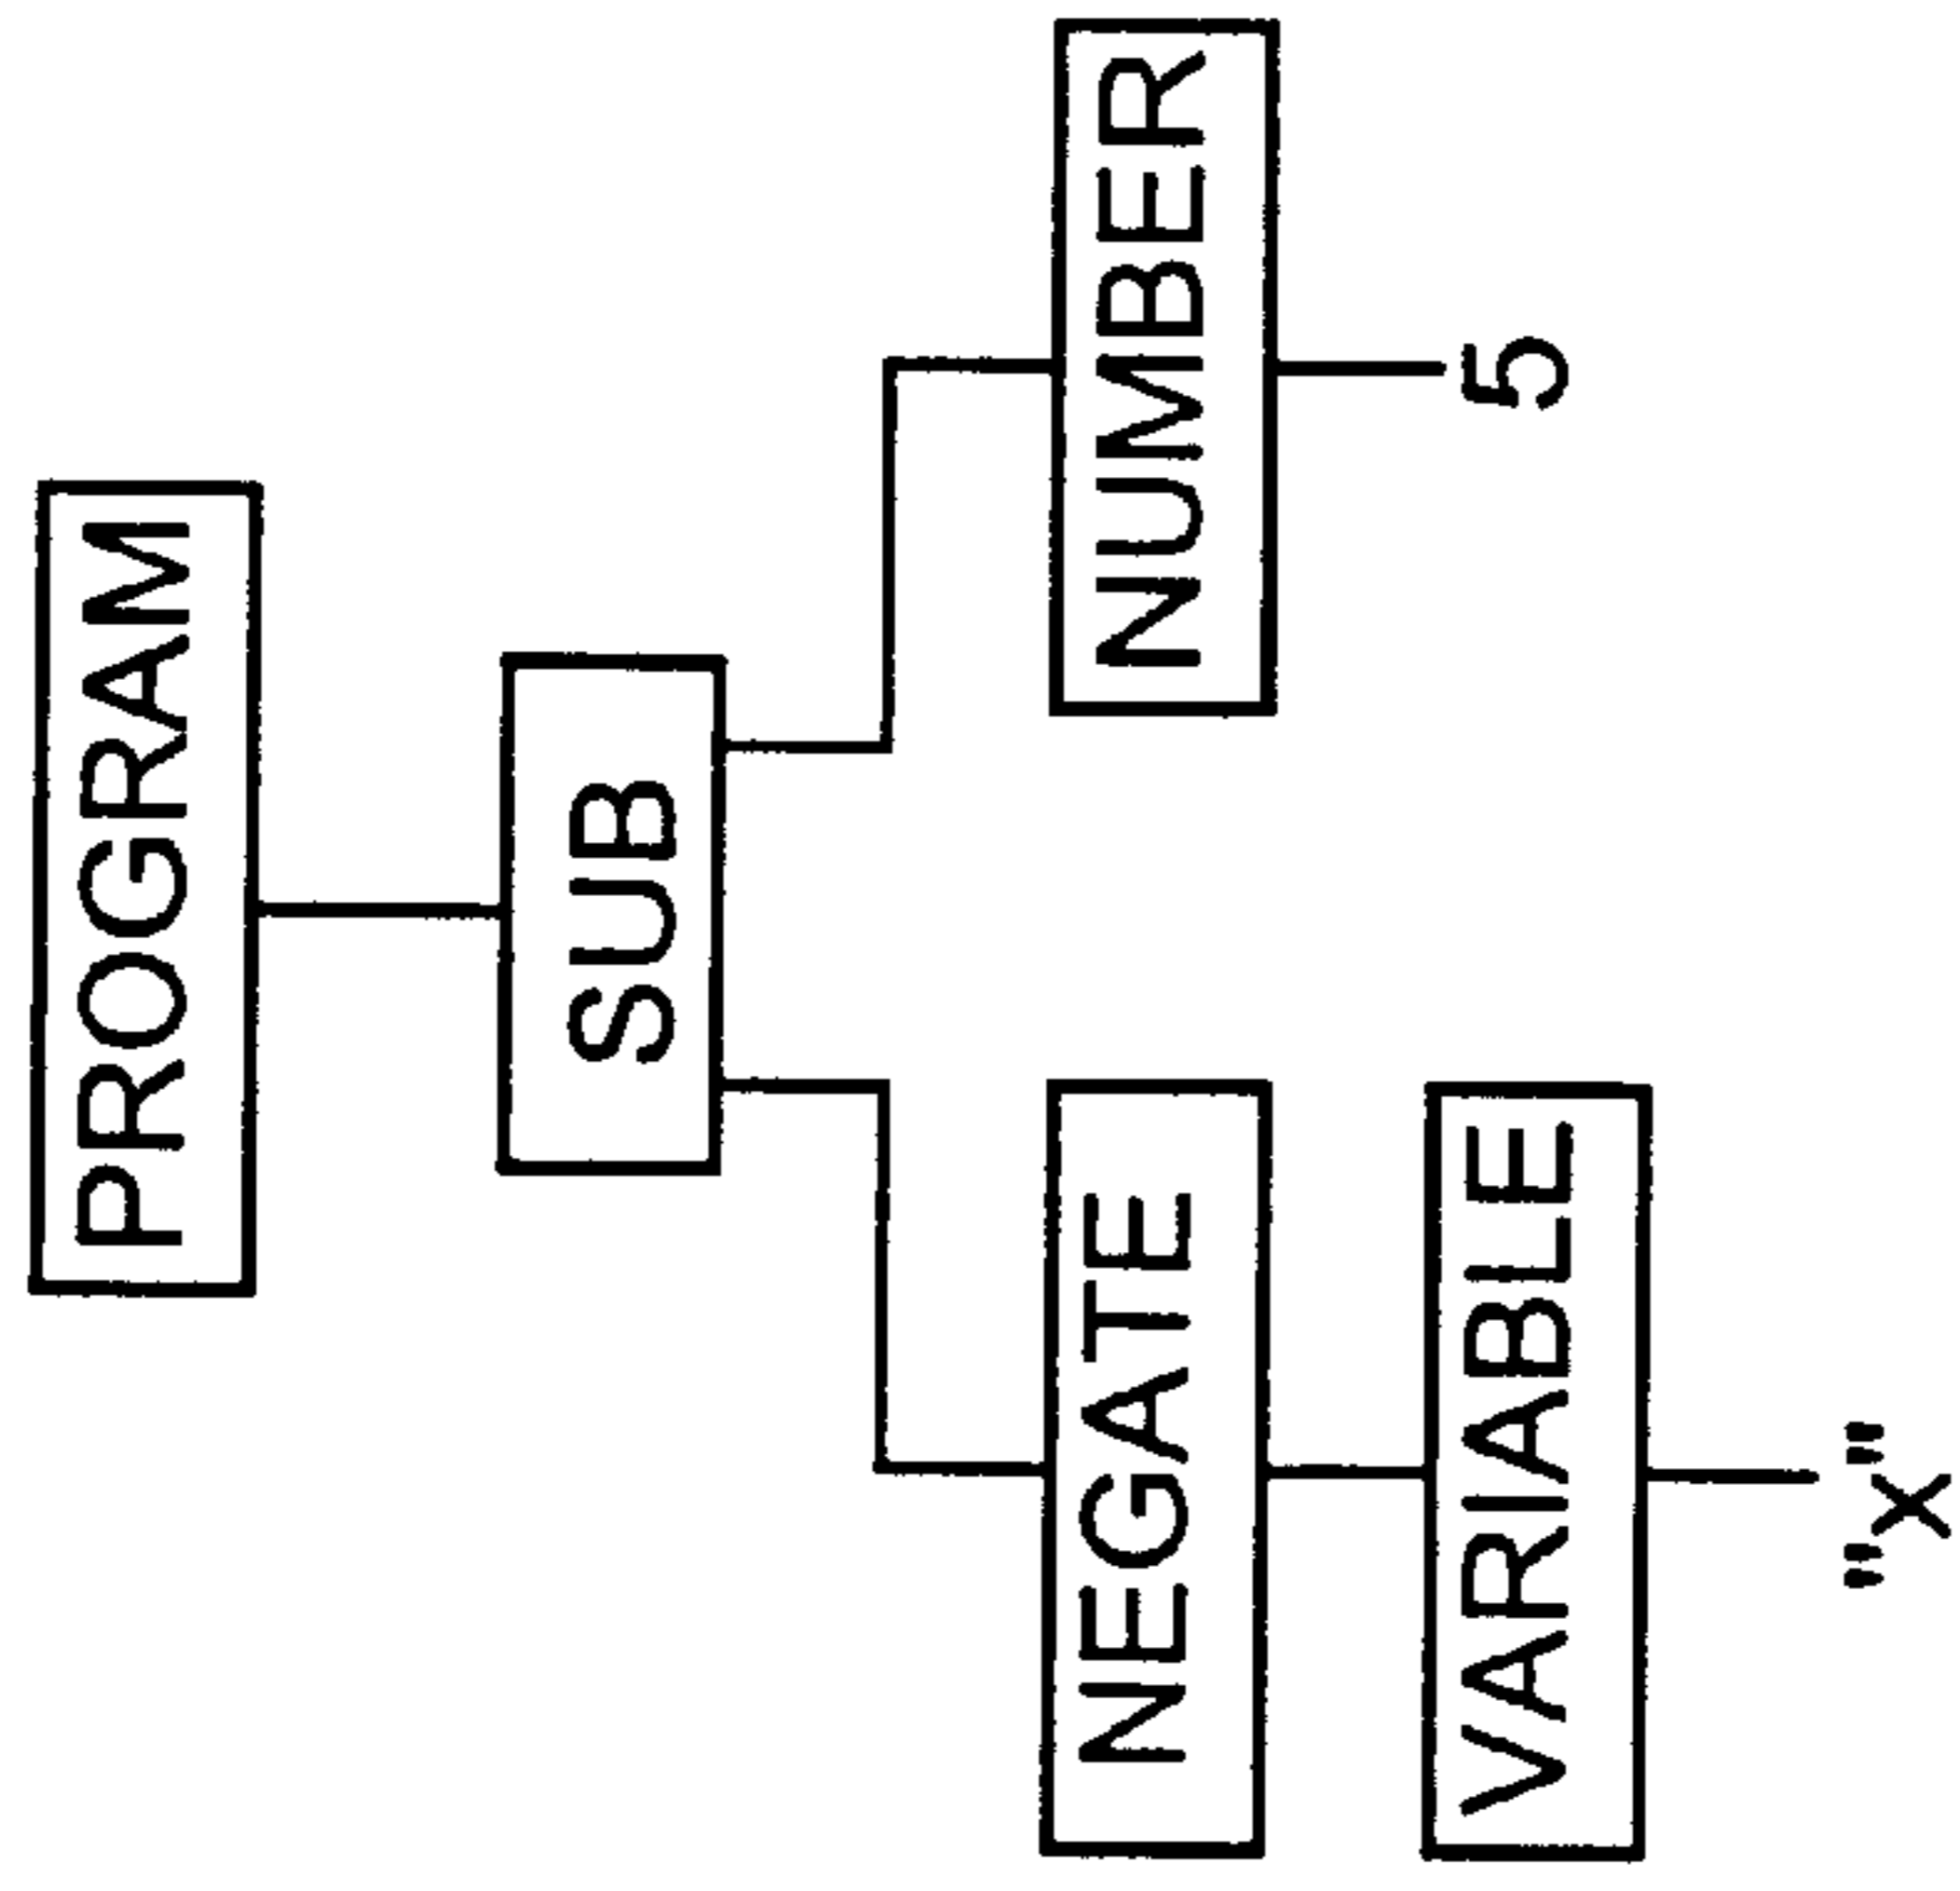 PROGRAM
SUB
NEGATE
NUMBER
VARIABLE
5
"x"